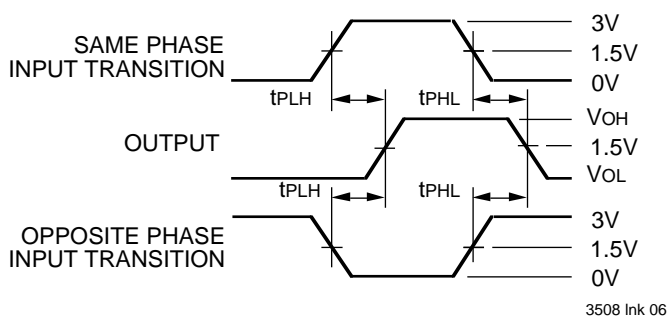 SAME PHASE
INPUT TRANSITION
3V
1.5V
0V
tPLH
tPHL
OUTPUT
VOH
1.5V
VOL
tPLH
tPHL
OPPOSITE PHASE
INPUT TRANSITION
3V
1.5V
0V
3508 lnk 06